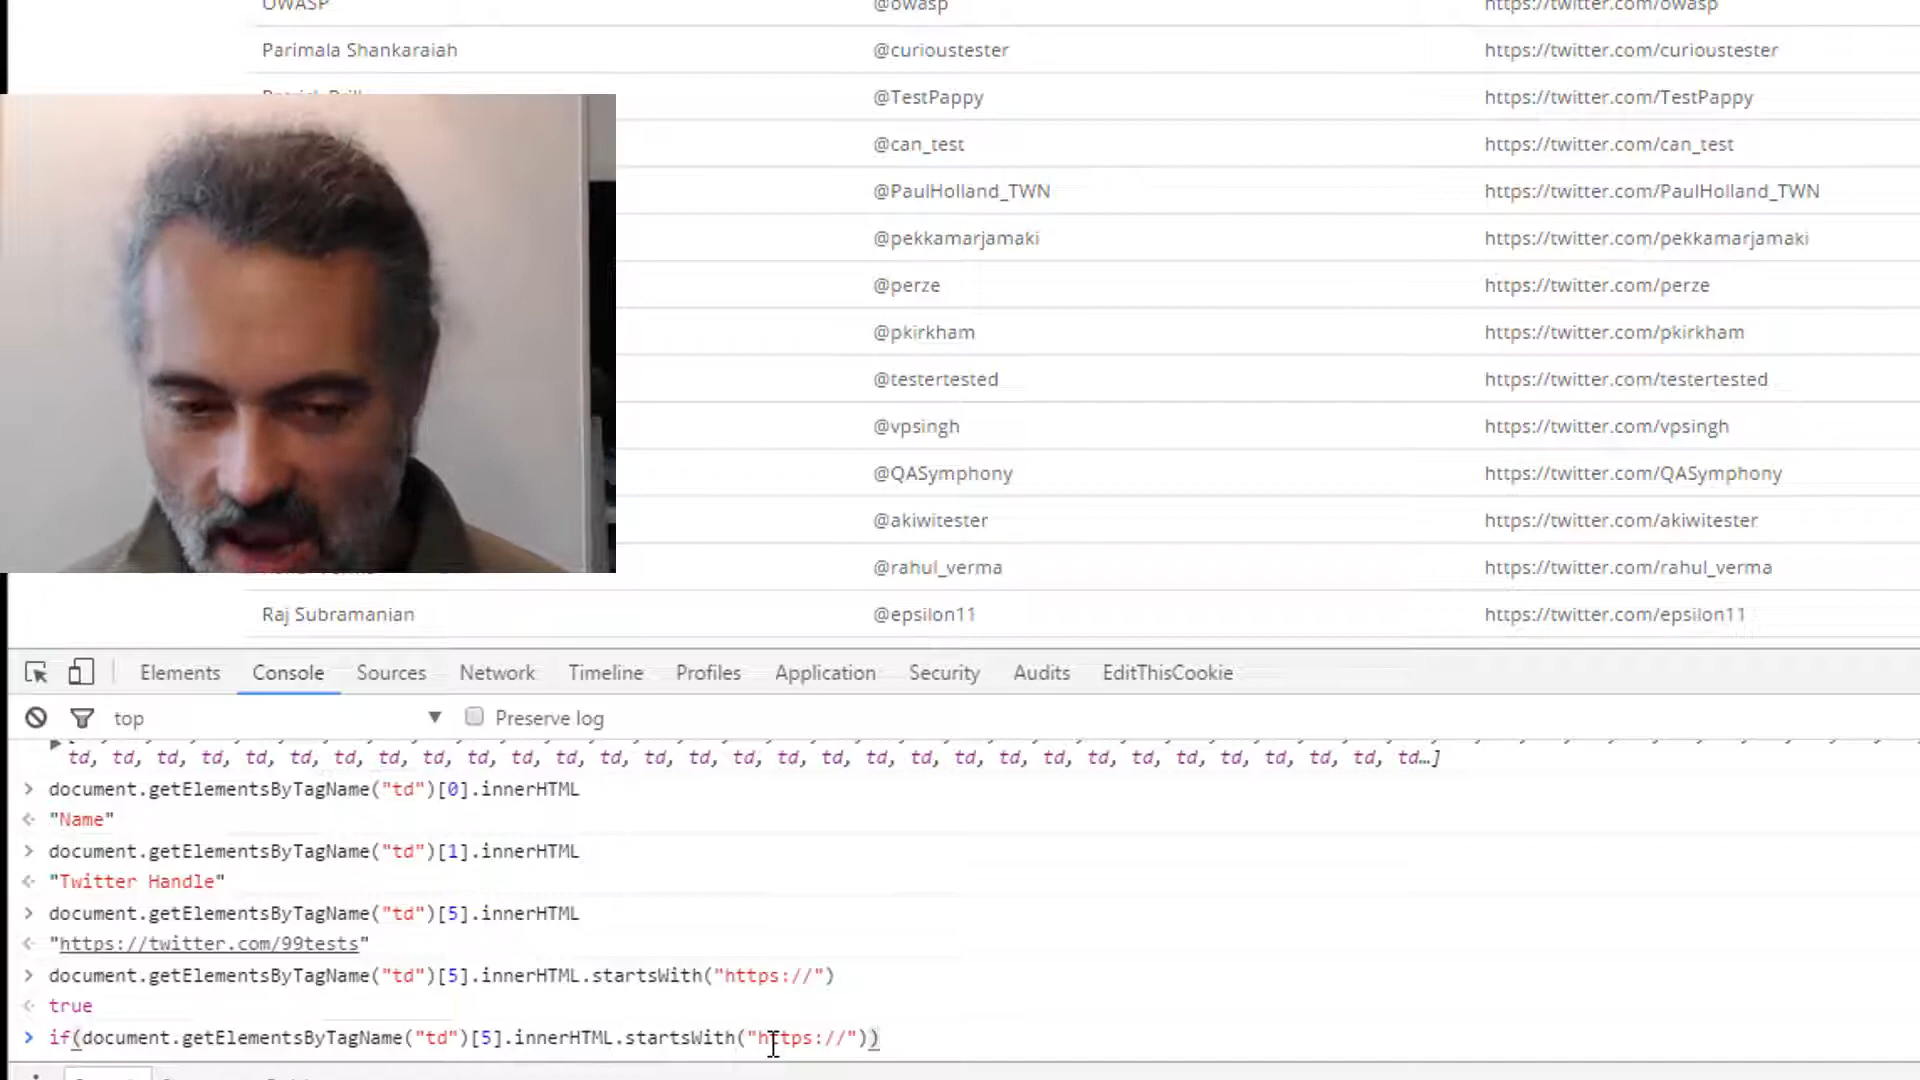 OWASP @owasp https://twitter.com/owasp
Parimala Shankaraiah @curioustester https://twitter.com/curioustester
@TestPappy https://twitter.com/TestPappy
@can_test https://twitter.com/can_test
@PaulHolland_TWN https://twitter.com/PaulHolland_TWN
@pekkamarjamaki https://twitter.com/pekkamarjamaki
@perze https://twitter.com/perze
@pkirkham https://twitter.com/pkirkham
@testertested https://twitter.com/testertested
@vpsingh https://twitter.com/vpsingh
@QASymphony https://twitter.com/QASymphony
@akiwitester https://twitter.com/akiwitester
@rahul_verma https://twitter.com/rahul_verma
Raj Subramanian @epsilon11 https://twitter.com/epsilon11
Elements Console Sources Network Timeline Profiles Application Security Audits EditThisCookie
top Preserve log
td, td, td, td, td, td, td, td, td, td, td, td, td, td, td, td, td, td, td, td, td, td, td, td, td, td, td, td, td, td, td…]
document.getElementsByTagName("td")[0].innerHTML
"Name"
document.getElementsByTagName("td")[1].innerHTML
"Twitter Handle"
document.getElementsByTagName("td")[5].innerHTML
"https://twitter.com/99tests"
document.getElementsByTagName("td")[5].innerHTML.startsWith("https://")
true
if(document.getElementsByTagName("td")[5].innerHTML.startsWith("https://"))